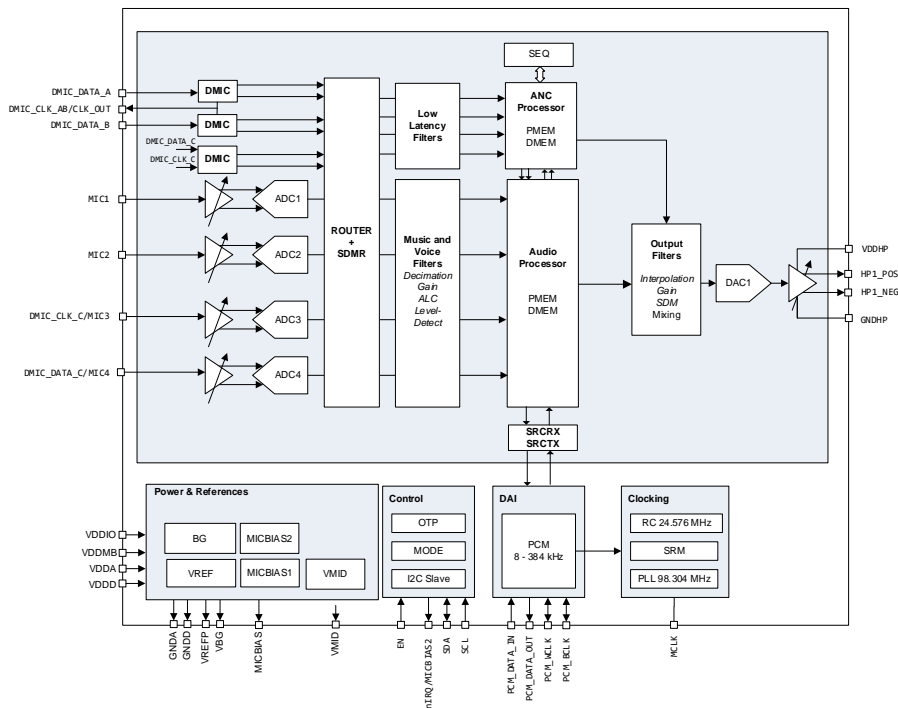 SEQ
DMIC_DATA_A
DMIC_CLK_AB/CLK_OUT
DMIC_DATA_B
DMIC
DMIC
DMIC_DATA_C
DMIC_CLK_C
DMIC
MIC1
MIC2
DMIC_CLK_C/MIC3
DMIC_DATA_C/MIC4
ADC1
ADC2
ADC3
ADC4
ROUTER
+
SDMR
Low
Latency
Filters
Music and
Voice
Filters
Decimation
Gain
ALC
Level-
Detect
ANC
Processor
PMEM
DMEM
Audio
Processor
PMEM
DMEM
SRCRX
SRCTX
Output
Filters
Interpolation
Gain
SDM
Mixing
DAC1
VDDHP
HP1_POS
HP1_NEG
GNDHP
Power & References
BG
MICBIAS2
VREF
MICBIAS1
VMID
VDDIO
VDDMB
VDDA
VDDD
GNDA
GNDD
VREFP
VBG
MICBIAS
VMID
Control
OTP
MODE
I2C Slave
EN
nIRQ/MICBIAS2
SDA
SCL
DAI
PCM
8 - 384 kHz
PCM_DATA_IN
PCM_DATA_OUT
PCM_WCLK
PCM_BCLK
Clocking
RC 24.576 MHz
SRM
PLL 98.304 MHz
MCLK